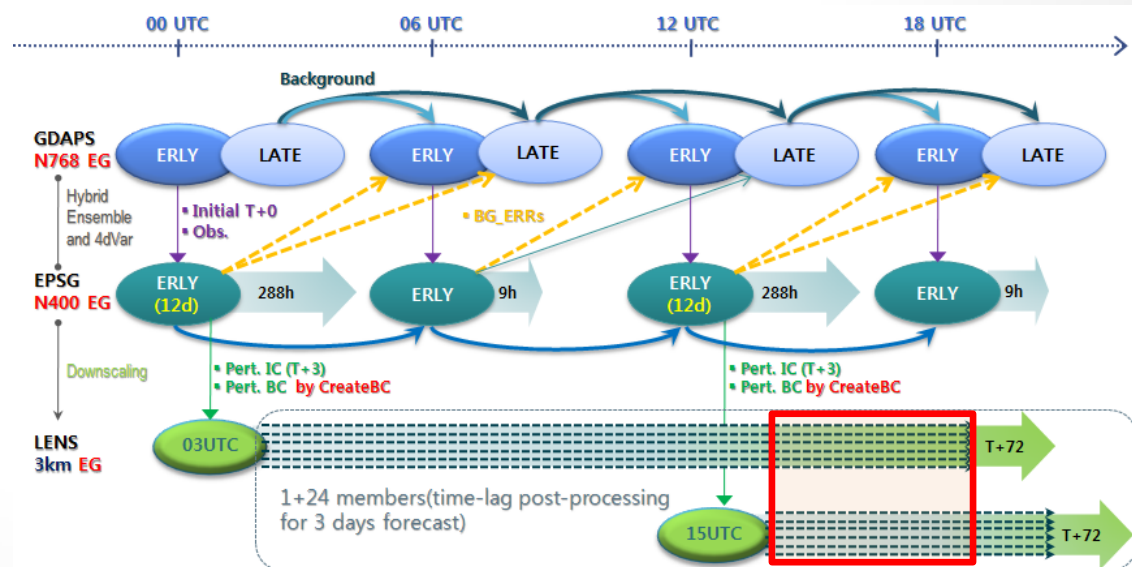 00 UTC
06 UTC
12 UTC
18 UTC
Background
GDAPS
N768 EG
ERLY
LATE
ERLY
LATE
ERLY
LATE
ERLY
LATE
Hybrid
Ensemble
and 4dVar
▪ Initial T+0
▪ Obs.
▪ BG_ERRs
EPSG
N400 EG
ERLY
(12d)
288h
ERLY
9h
ERLY
(12d)
288h
ERLY
9h
Downscaling
▪ Pert. IC (T+3)
▪ Pert. BC by CreateBC
▪ Pert. IC (T+3)
▪ Pert. BC by CreateBC
LENS
3km EG
03UTC
T+72
1+24 members(time-lag post-processing
for 3 days forecast)
15UTC
T+72